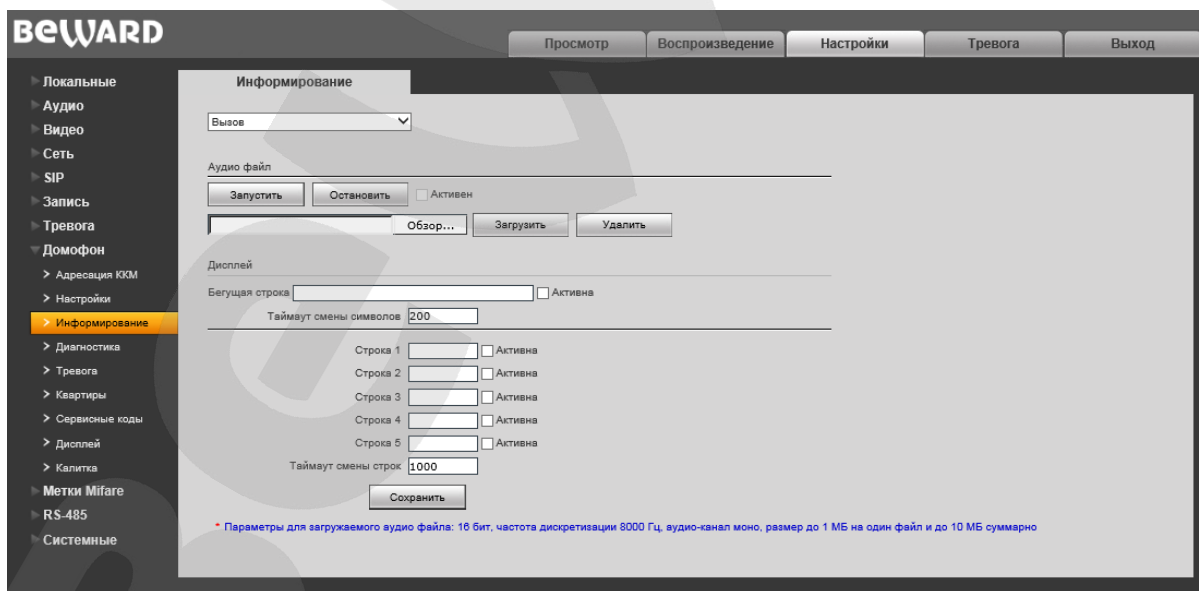 BEWARD
Просмотр Воспроизведение Настройки Тревога Выход
Локальные
Аудио
Видео
Сеть
SIP
Запись
Тревога
Домофон
Адресация ККМ
Настройки
Информирование
Диагностика
Тревога
Квартиры
Сервисные коды
Дисплей
Калитка
Метки Mifare
RS-485
Системные
Информирование
Вызов
Аудио файл
Запустить Остановить Активен
Обзор... Загрузить Удалить
Дисплей
Бегущая строка Активна
Таймаут смены символов 200
Строка 1 Активна
Строка 2 Активна
Строка 3 Активна
Строка 4 Активна
Строка 5 Активна
Таймаут смены строк 1000
Сохранить
* Параметры для загружаемого аудио файла: 16 бит, частота дискретизации 8000 Гц, аудио-канал моно, размер до 1 МБ на один файл и до 10 МБ суммарно